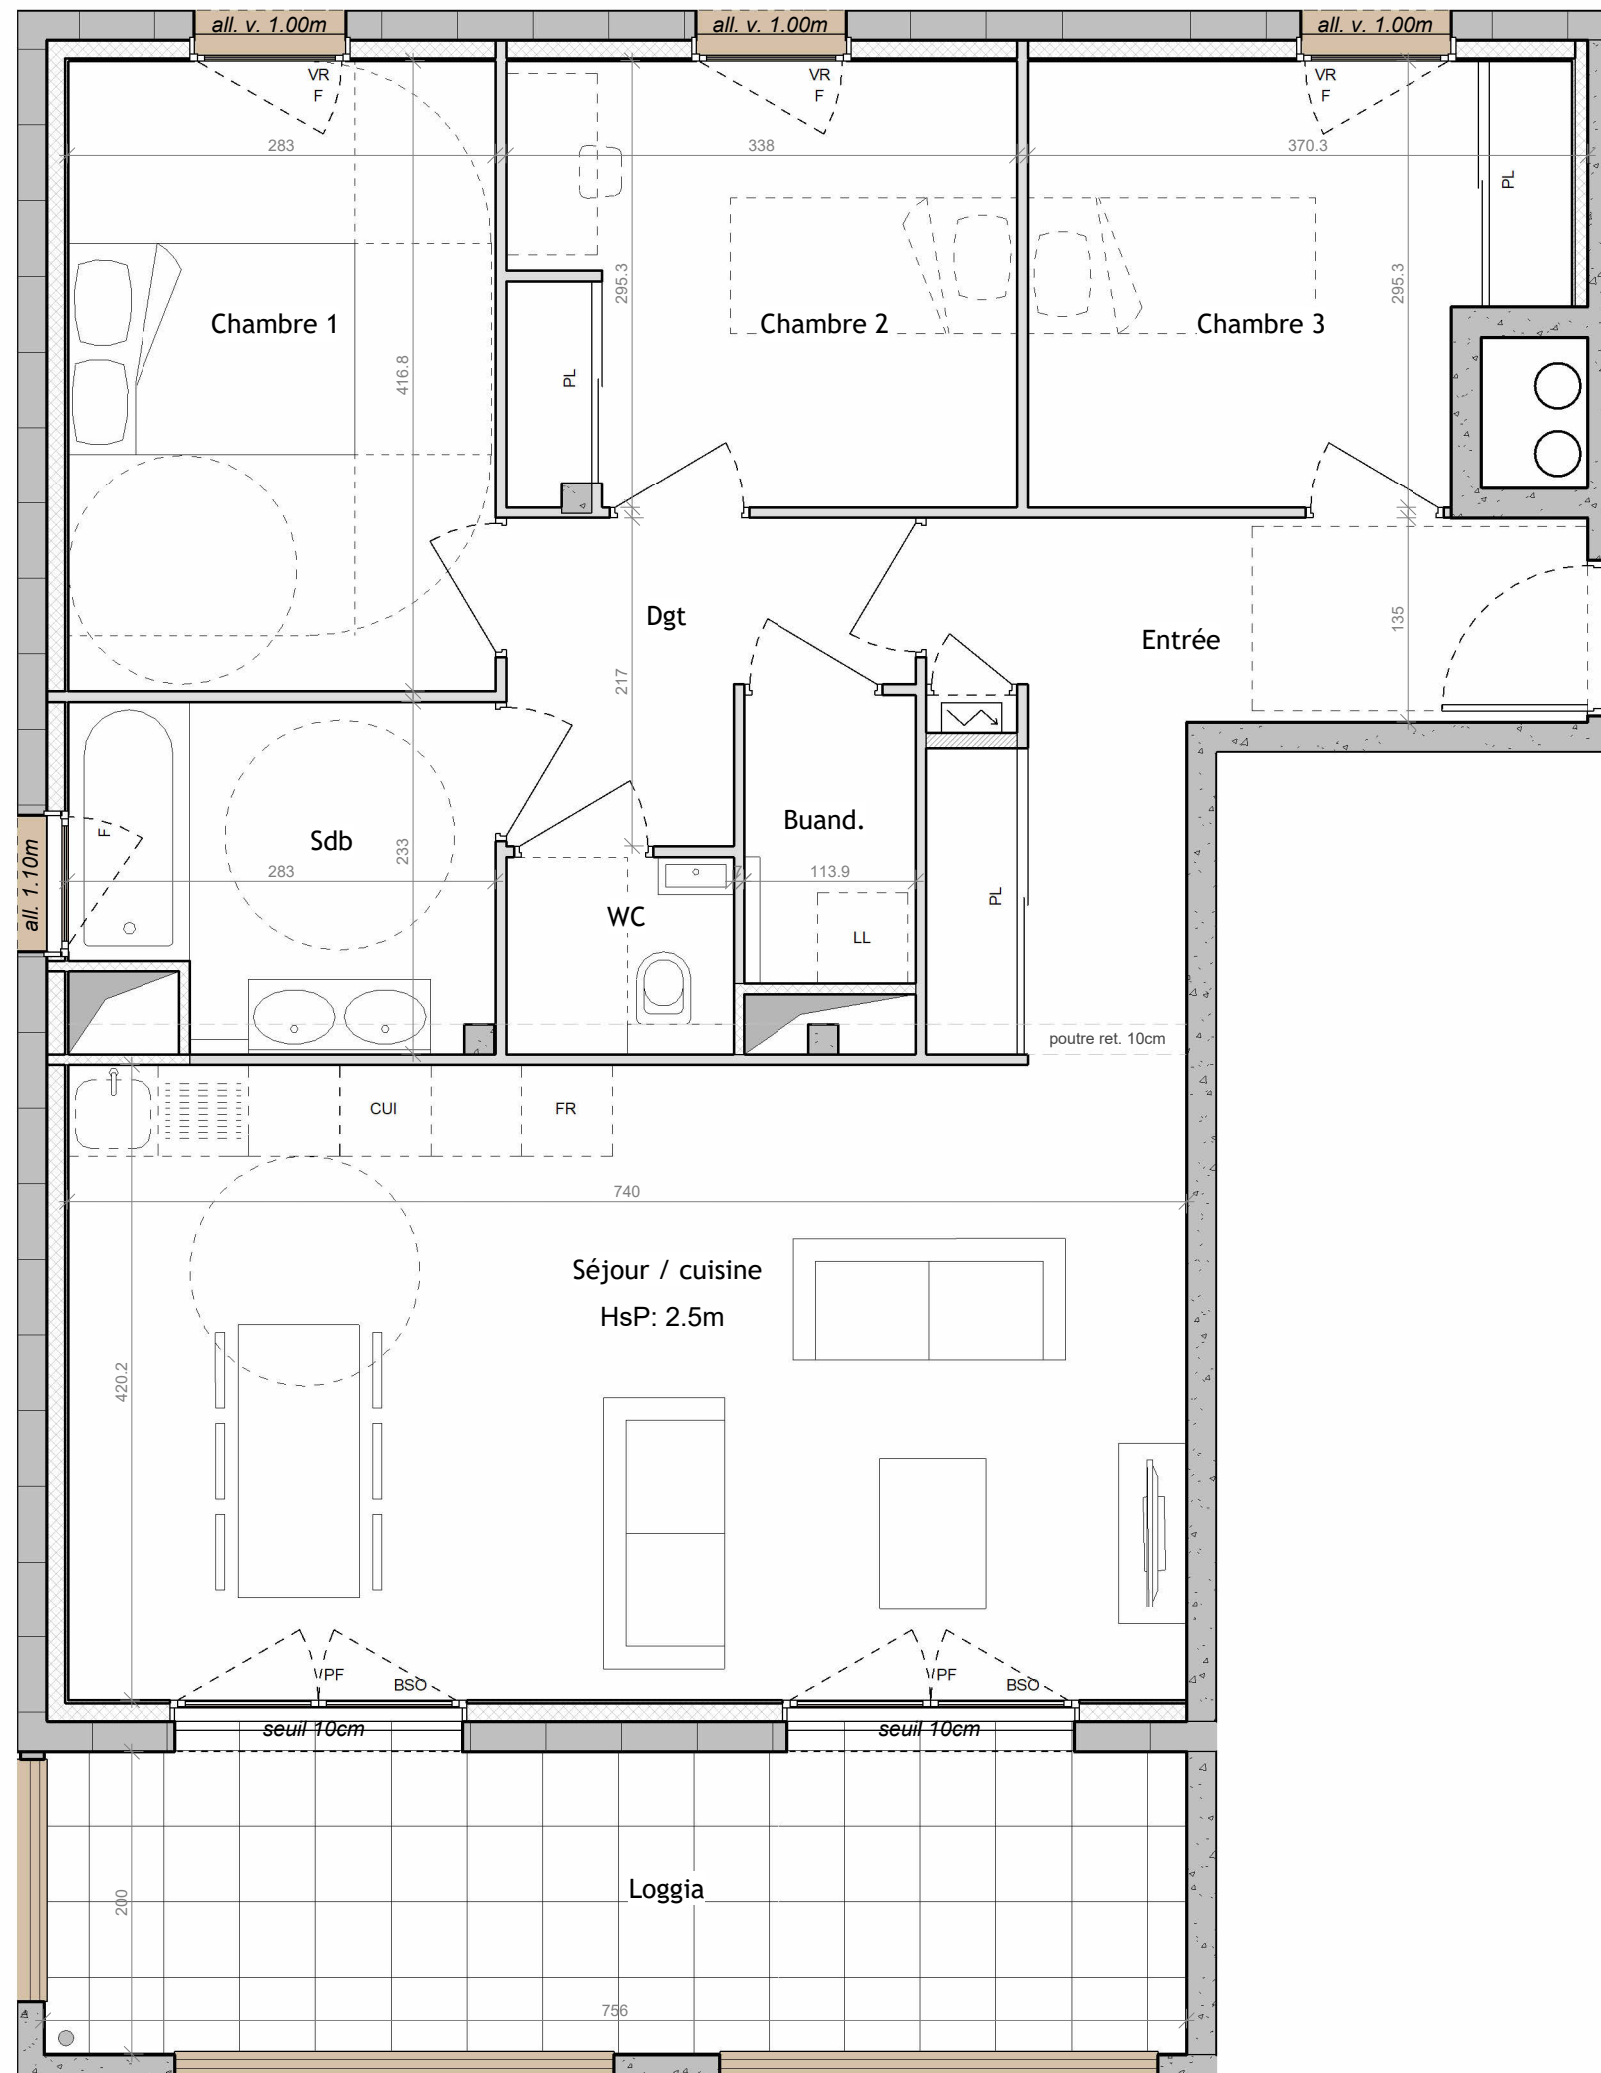 all. v. 1.00m
all. v. 1.00m
all. v. 1.00m
VR
F
VR
F
VR
F
283
338
370.3
PL
295.3
295.3
Chambre 1
Chambre 2
Chambre 3
416.8
PL
Dgt
Entrée
135
217
Buand.
F
Sdb
233
all. 1.10m
283
7
113.9
PL
WC
LL
poutre ret. 10cm
CUI
FR
740
Séjour / cuisine
HsP: 2.5m
420.2
PF
BSO
PF
BSO
seuil 10cm
seuil 10cm
Loggia
200
756